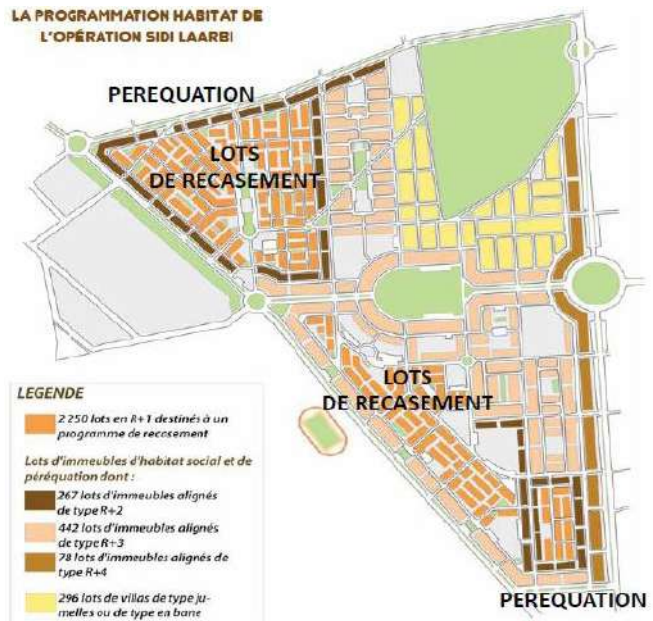 LA PROGRAMMATION HABITAT DE
L'OPÉRATION SIDI LAARBI
PEREQUATION
LOTS
DE RECASEMENT
LOTS
DE RECASEMENT
LEGENDE
2 250 lots en R+1 destinés à un
programme de recasement
Lots d'immeubles d'habitat social et de
péréquation dont :
267 lots d'immeubles alignés
de type R+2
442 lots d'immeubles alignés
de type R+3
78 lots d'immeubles alignés de
type R+4
296 lots de villas de type ju-
melles ou de type en bane
PEREQUATION